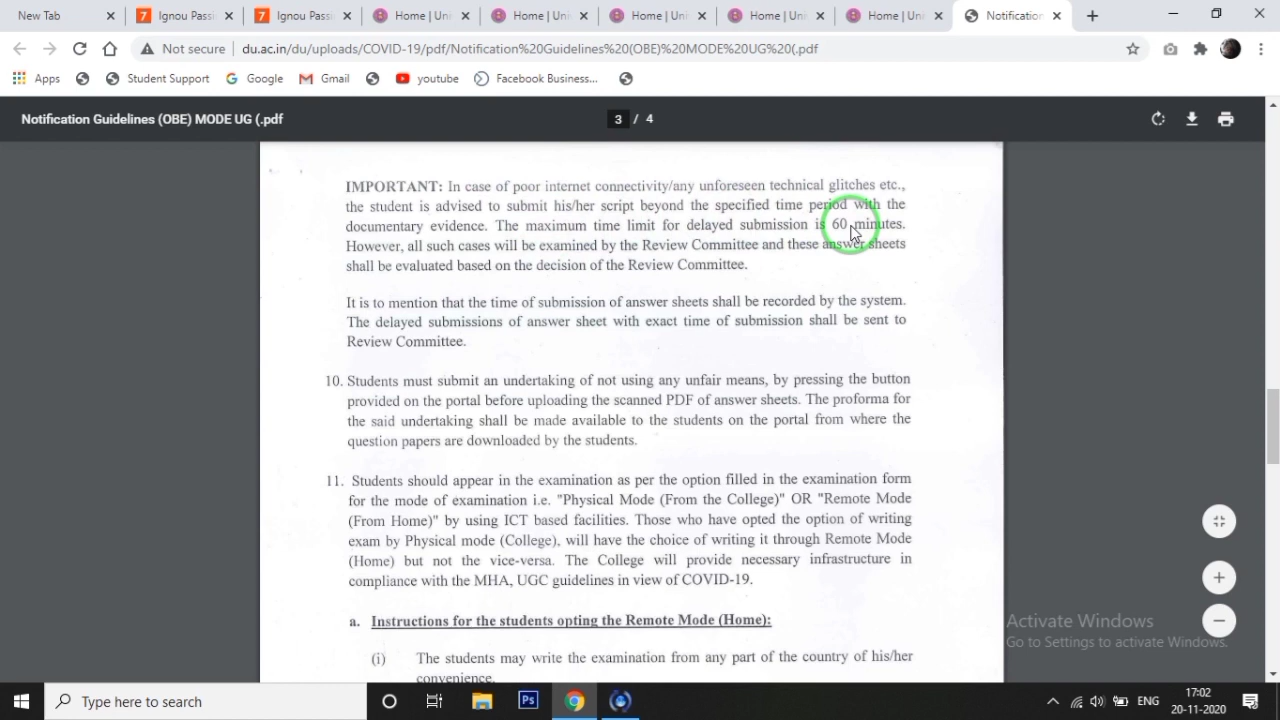 New Tab
Ignou Passi
Ignou Passi
Home | Uni
Home | Uni
Home | Uni
Home | Uni
Home | Uni
Notification
Not secure
du.ac.in/du/uploads/COVID-19/pdf/Notification%20Guidelines%20(OBE)%20MODE%20UG%20(.pdf
Apps
Student Support
Google
Gmail
youtube
Facebook Business...
Notification Guidelines (OBE) MODE UG (.pdf
3 / 4
IMPORTANT: In case of poor internet connectivity/any unforeseen technical glitches etc.,
the student is advised to submit his/her script beyond the specified time period with the
documentary evidence. The maximum time limit for delayed submission is 60 minutes.
However, all such cases will be examined by the Review Committee and these answer sheets
shall be evaluated based on the decision of the Review Committee.
It is to mention that the time of submission of answer sheets shall be recorded by the system.
The delayed submissions of answer sheet with exact time of submission shall be sent to
Review Committee.
10. Students must submit an undertaking of not using any unfair means, by pressing the button
provided on the portal before uploading the scanned PDF of answer sheets. The proforma for
the said undertaking shall be made available to the students on the portal from where the
question papers are downloaded by the students.
11. Students should appear in the examination as per the option filled in the examination form
for the mode of examination i.e. "Physical Mode (From the College)" OR "Remote Mode
(From Home)" by using ICT based facilities. Those who have opted the option of writing
exam by Physical mode (College), will have the choice of writing it through Remote Mode
(Home) but not the vice-versa. The College will provide necessary infrastructure in
compliance with the MHA, UGC guidelines in view of COVID-19.
a. Instructions for the students opting the Remote Mode (Home):
(i) The students may write the examination from any part of the country of his/her
convenience.
Activate Windows
Go to Settings to activate Windows.
Type here to search
Ps
ENG
17:02
20-11-2020